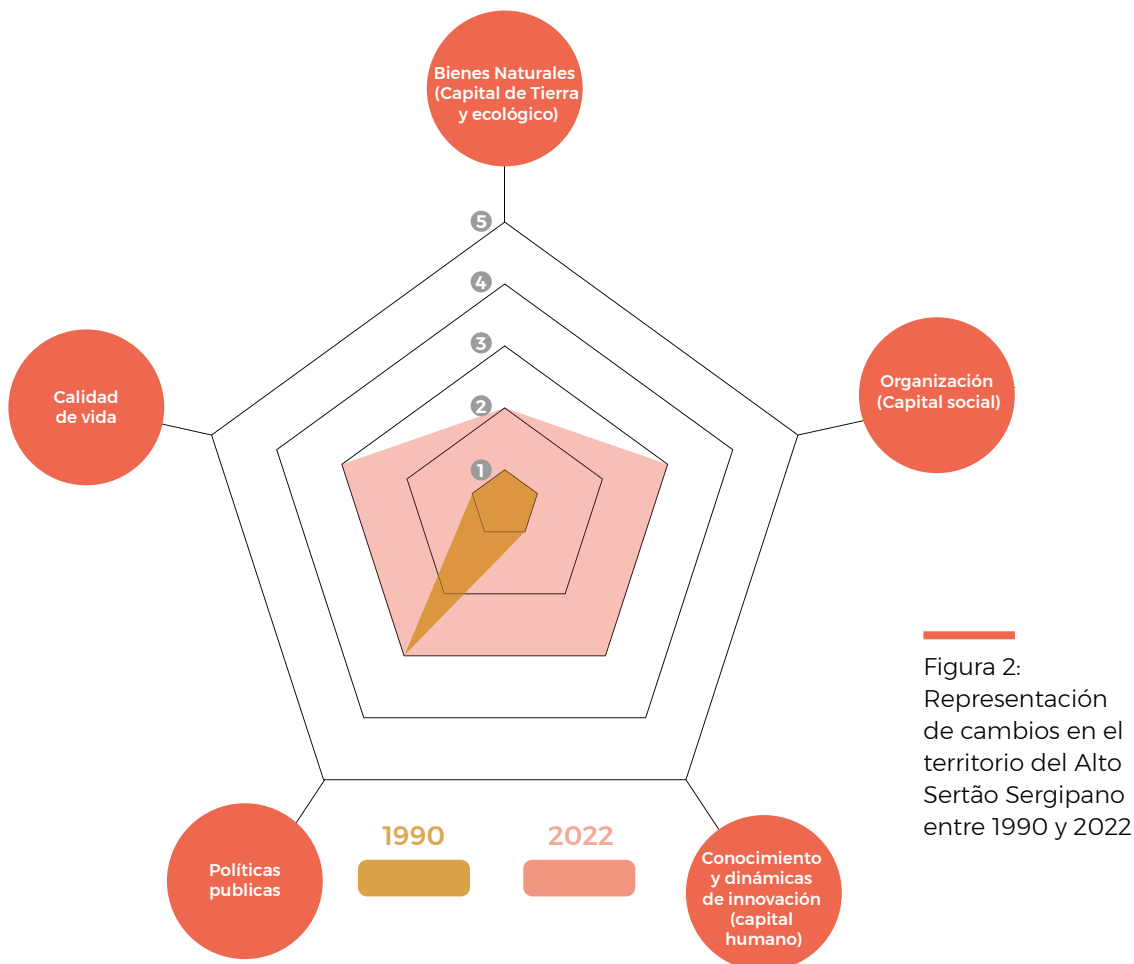 Bienes Naturales
(Capital de Tierra
y ecológico)
5
4
3
2
1
Calidad
de vida
Organización
(Capital social)
Políticas
publicas
1990
2022
Conocimiento
y dinámicas
de innovación
(capital
humano)
Figura 2:
Representación
de cambios en el
territorio del Alto
Sertão Sergipano
entre 1990 y 2022